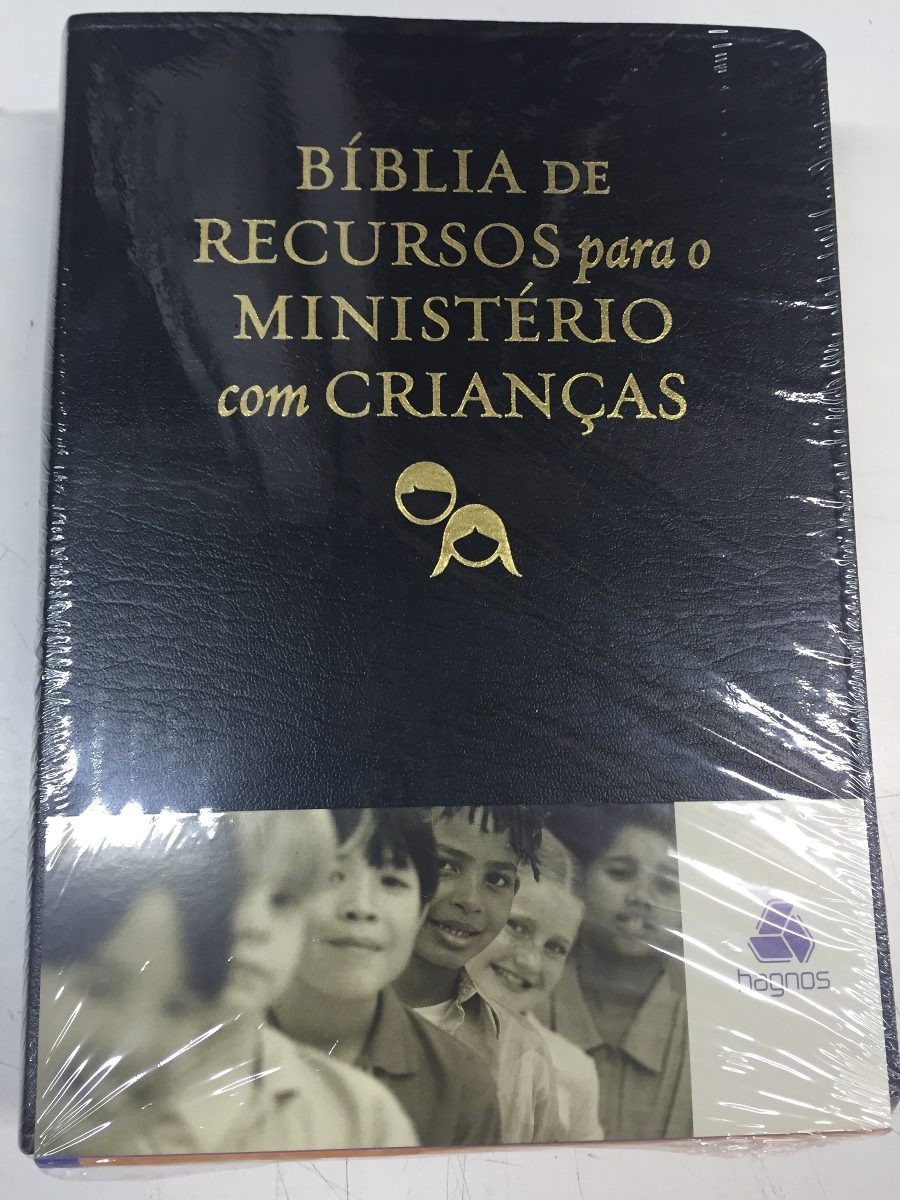 BÍBLIA DE
RECURSOS para o
MINISTÉRIO
com CRIANÇAS
hagnos